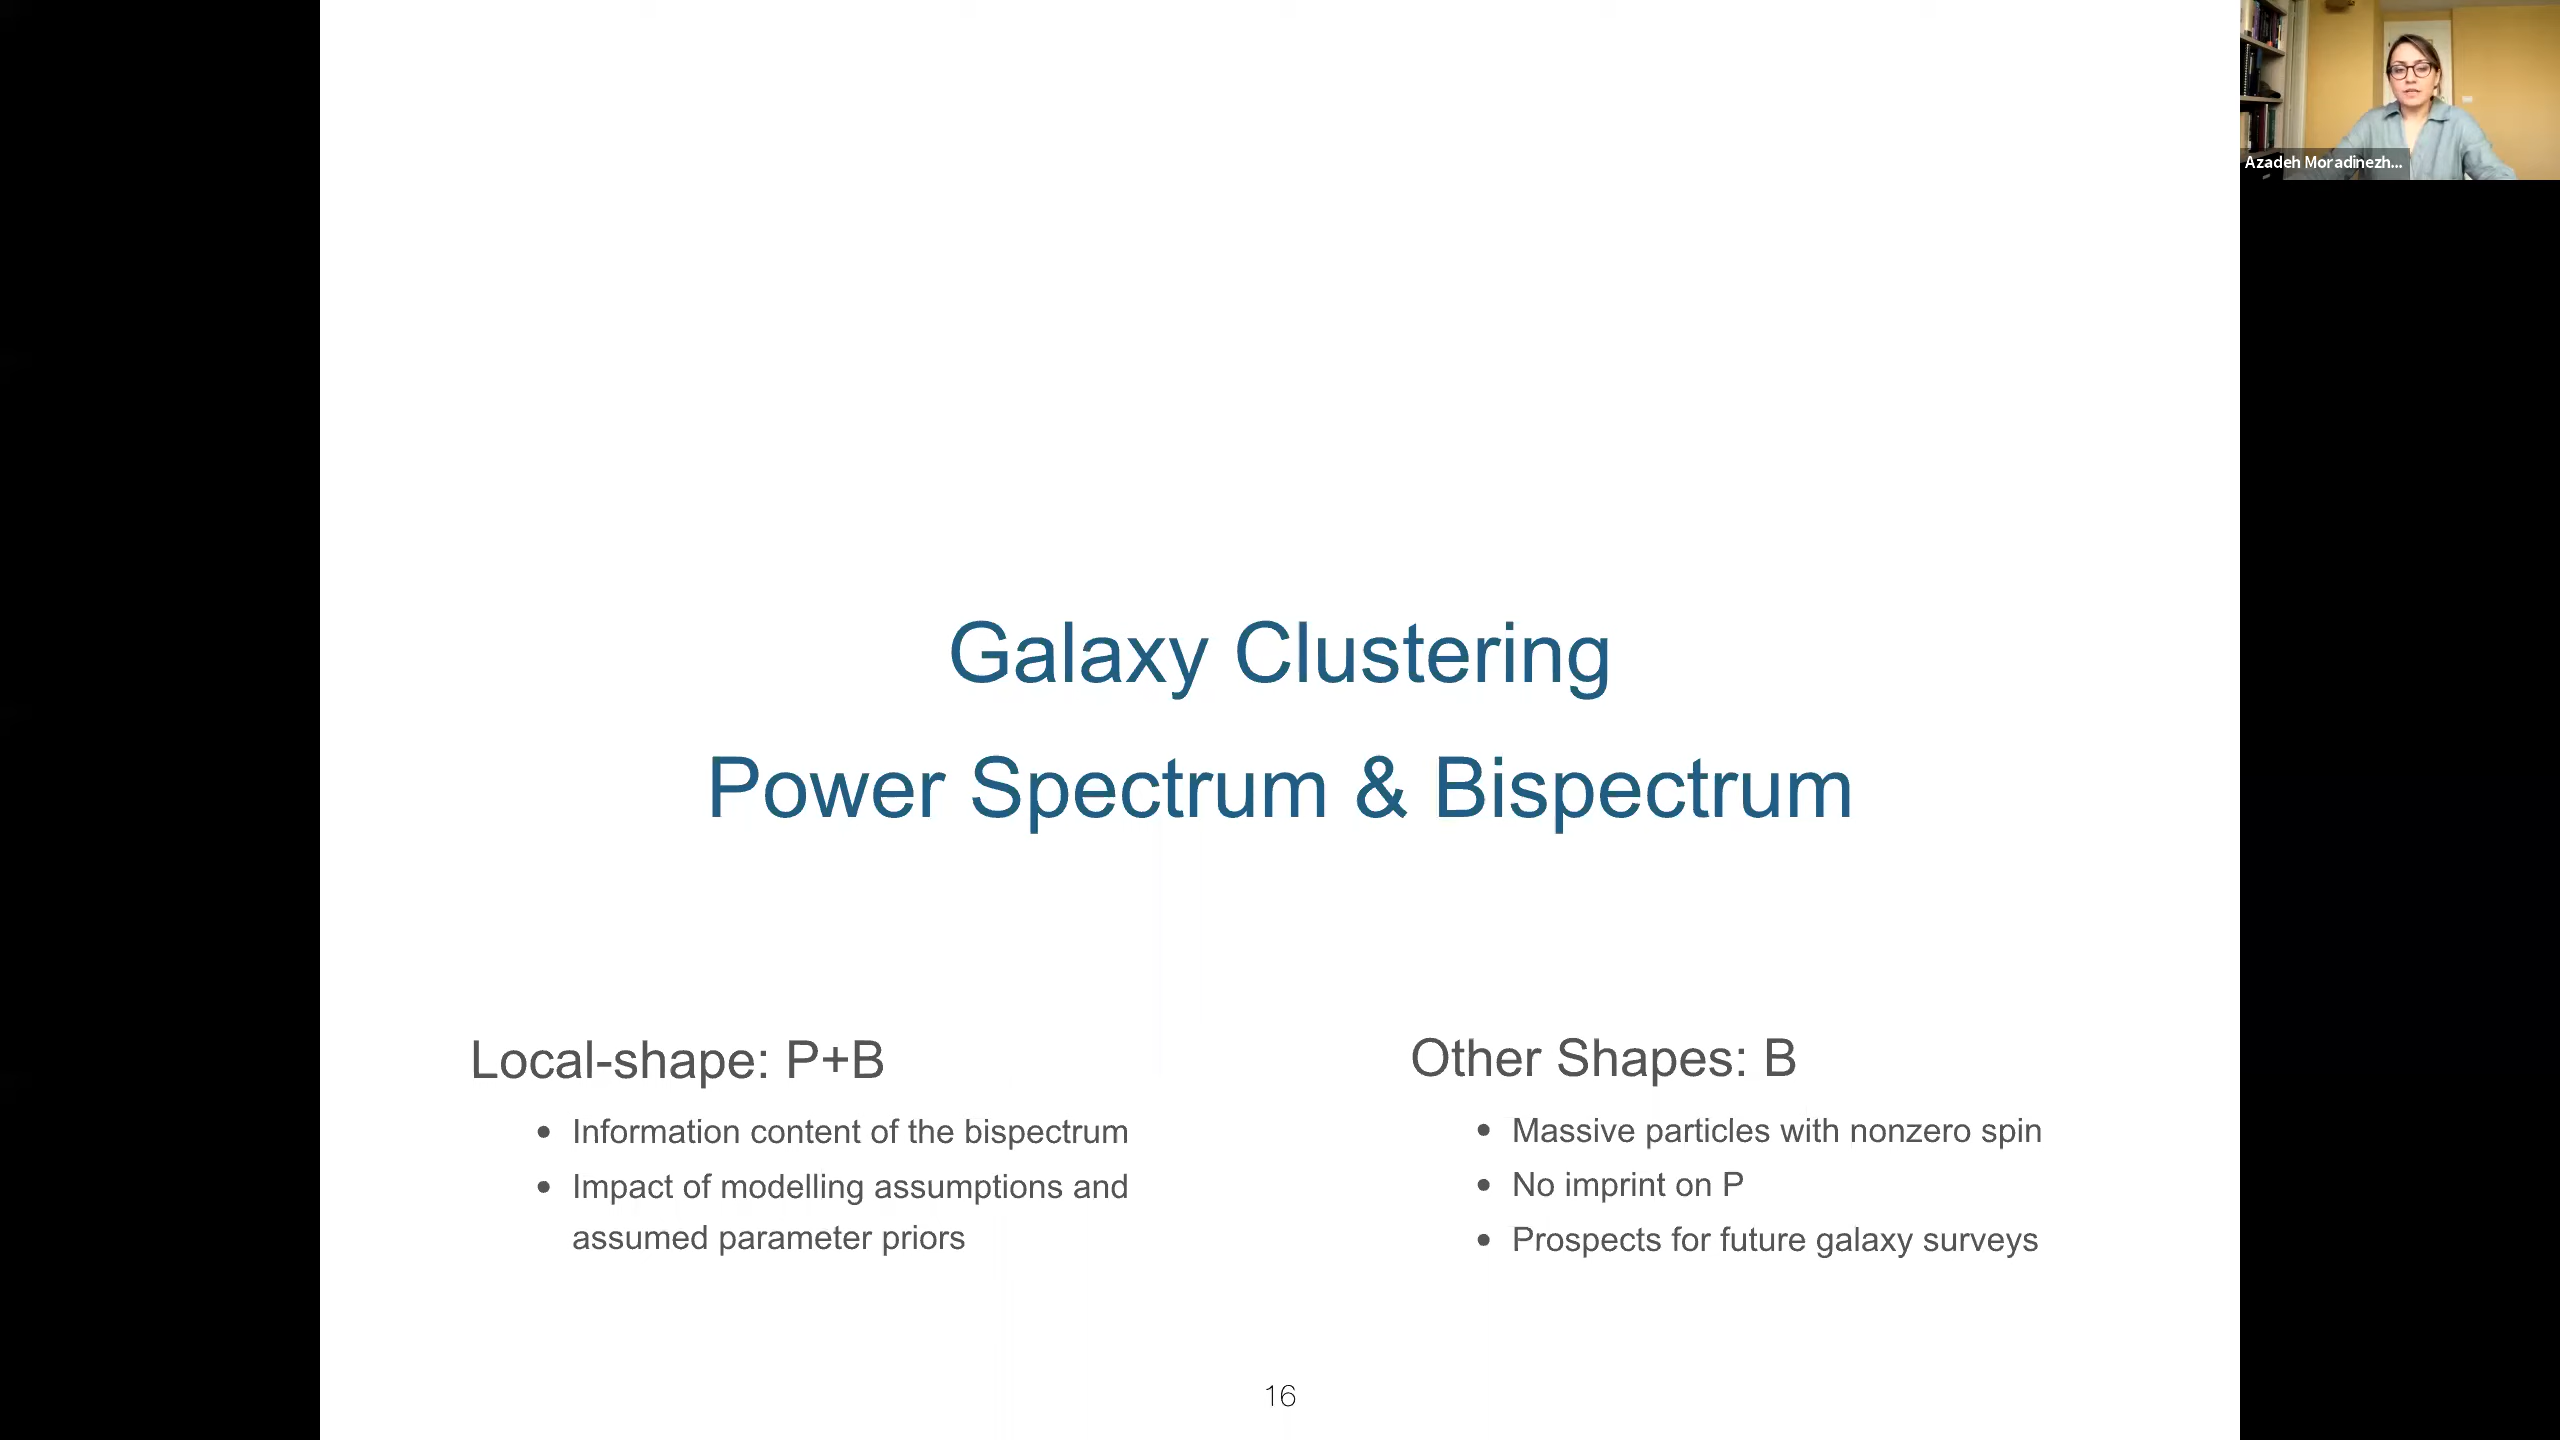 Azadeh Moradinezh...
Galaxy Clustering
Power Spectrum & Bispectrum
Local-shape: P+B
• Information content of the bispectrum
• Impact of modelling assumptions and
assumed parameter priors
Other Shapes: B
• Massive particles with nonzero spin
• No imprint on P
• Prospects for future galaxy surveys
16